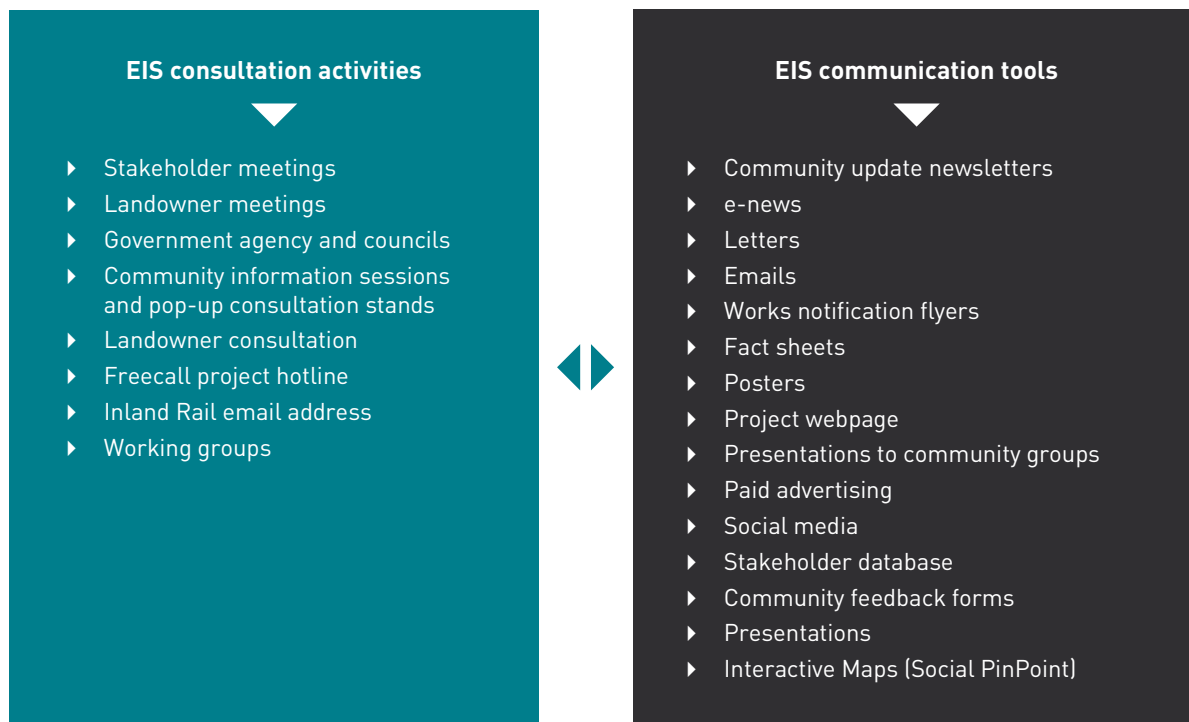 EIS consultation activities
Stakeholder meetings
Landowner meetings
Government agency and councils
Community information sessions
and pop-up consultation stands
Landowner consultation
Freecall project hotline
Inland Rail email address
Working groups
EIS communication tools
Community update newsletters
e-news
Letters
Emails
Works notification flyers
Fact sheets
Posters
Project webpage
Presentations to community groups
Paid advertising
Social media
Stakeholder database
Community feedback forms
Presentations
Interactive Maps (Social PinPoint)